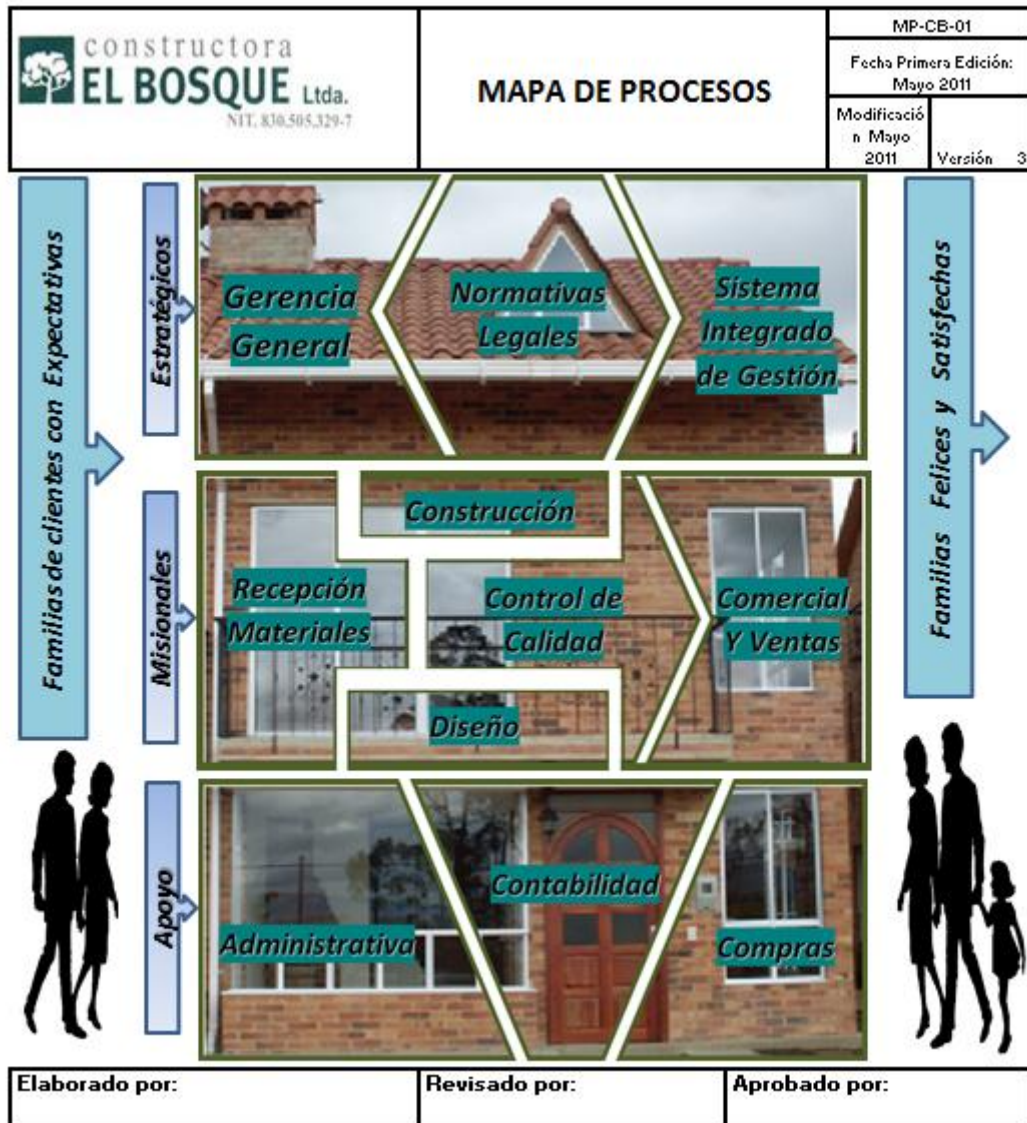 constructora
EL BOSQUE Ltda.
NIT. 830.505.329-7
MAPA DE PROCESOS
MP-CB-01
Fecha Primera Edición:
Mayo 2011
Modificació
n Mayo
2011
Versión 3
Familias de clientes con Expectativas
Estratégicos
Gerencia
General
Normativas
Legales
Sistema
Integrado
de Gestión
Familias Felices y Satisfechas
Misionales
Construcción
Recepción
Materiales
Control de
Calidad
Comercial
Y Ventas
Diseño
Apoyo
Administrativa
Contabilidad
Compras
Elaborado por:
Revisado por:
Aprobado por: